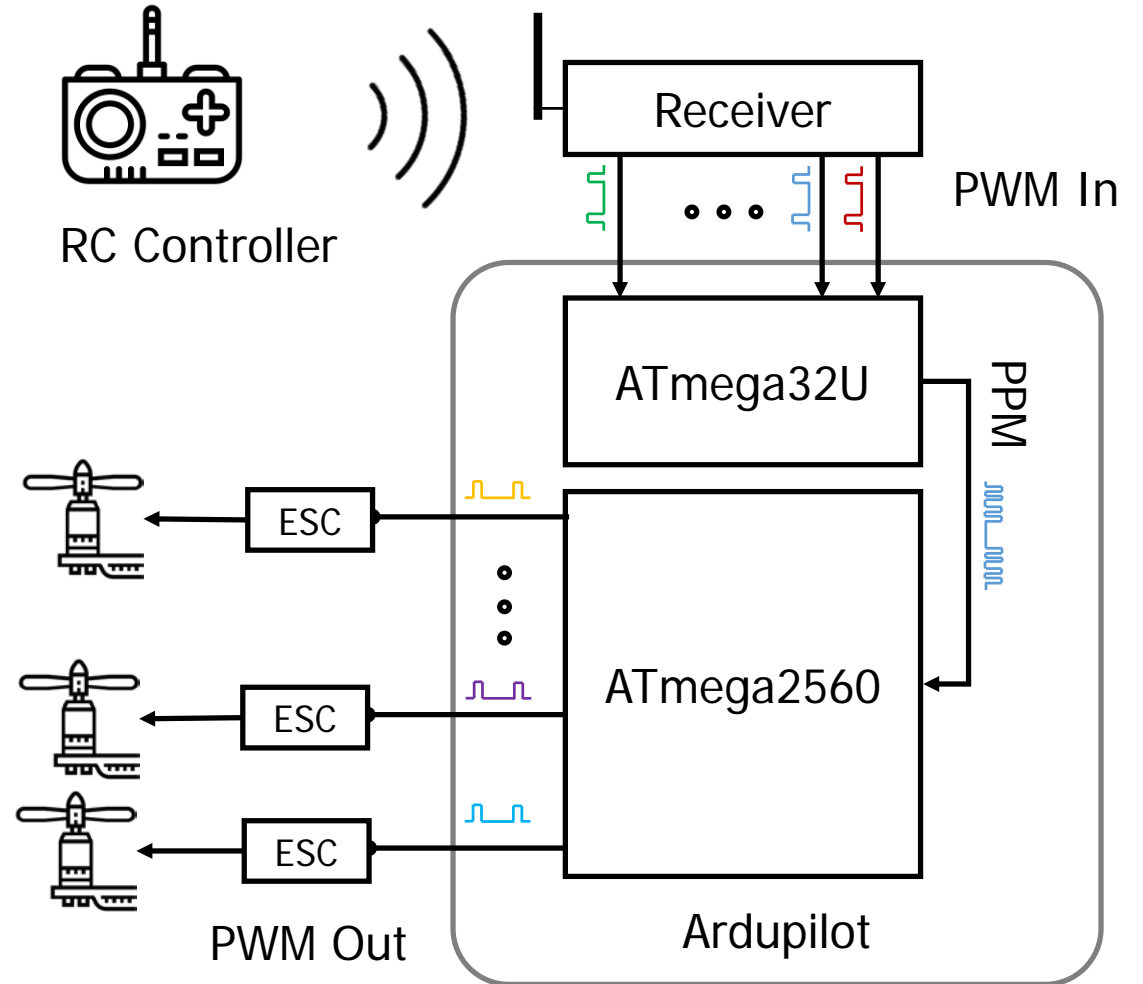 Receiver
PWM In
RC Controller
ATmega32U
PPM
ESC
ATmega2560
ESC
ESC
PWM Out
Ardupilot